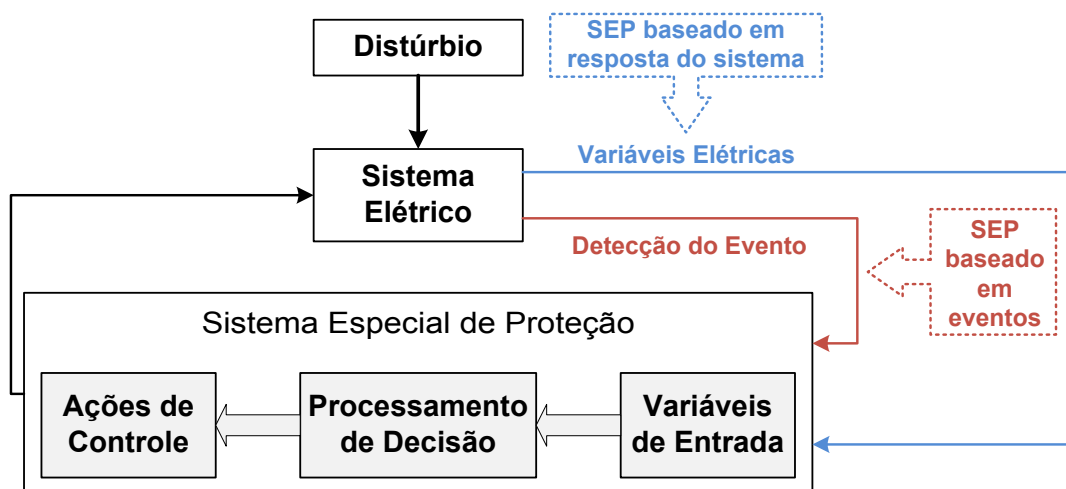 Distúrbio
SEP baseado em
resposta do sistema
Variáveis Elétricas
Sistema
Elétrico
Detecção do Evento
SEP
baseado
em
eventos
Sistema Especial de Proteção
Ações de
Controle
Processamento
de Decisão
Variáveis
de Entrada